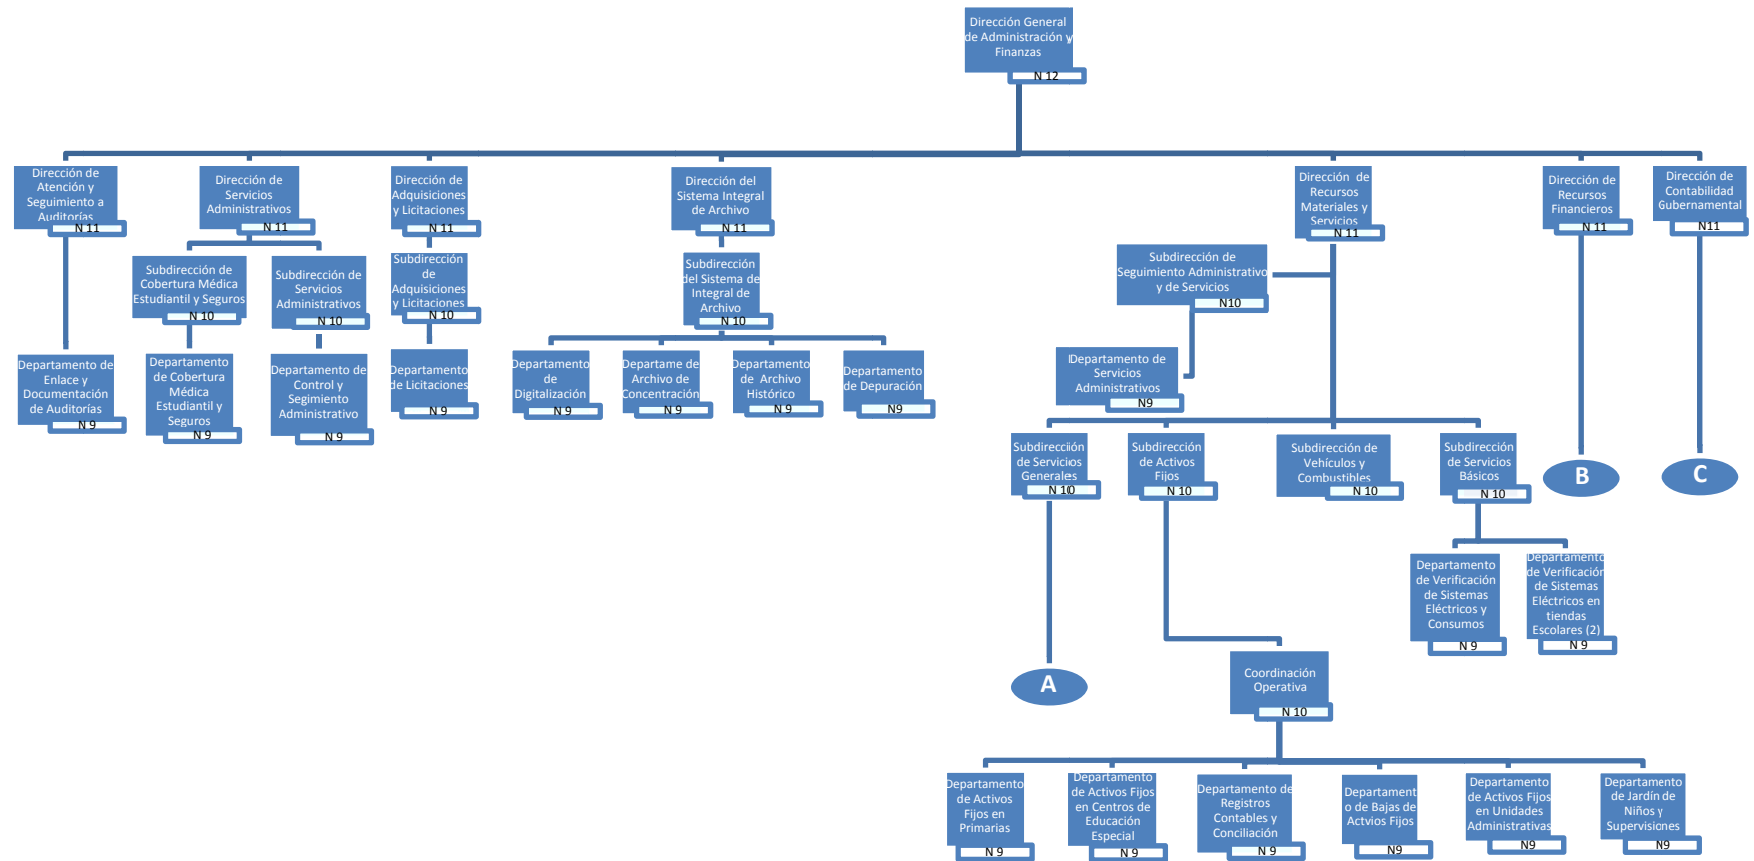 Dirección General
de Administración y
Finanzas
N 12
Dirección de
Atención y
Seguimiento a
Auditorías
N 11
Dirección de
Servicios
Administrativos
N 11
Dirección de
Adquisiciones
y Licitaciones
N 11
Dirección del
Sistema Integral
de Archivo
N 11
Dirección de
Recursos
Materiales y
Servicios
N 11
Dirección de
Recursos
Financieros
N 11
Dirección de
Contabilidad
Gubernamental
N11
Subdirección de
Cobertura Médica
Estudiantil y Seguros
N 10
Subdirección de
Servicios
Administrativos
N 10
Subdirección
de
Adquisiciones
y Licitaciones
N 10
Subdirección
del Sistema de
Integral de
Archivo
N 10
Subdirección de
Seguimiento Administrativo
y de Servicios
N10
Departamento de
Enlace y
Documentación
de Auditorías
N 9
Departamento
de Cobertura
Médica
Estudiantil y
Seguros
N 9
Departamento de
Control y
Segimiento
Administrativo
N 9
Departamento
de Licitaciones
N 9
Departamento
de
Digitalización
N 9
Departame de
Archivo de
Concentración
N 9
Departamento
de Archivo
Histórico
N 9
Departamento
de Depuración
N9
Departamento de
Servicios
Administrativos
N9
Subdirección
de Servicios
Generales
N 10
Subdirección
de Activos
Fijos
N 10
Subdirección de
Vehículos y
Combustibles
N 10
Subdirección
de Servicios
Básicos
N 10
B
C
Departamento
de Verificación
de Sistemas
Eléctricos y
Consumos
N 9
Departamento
de Verificación
de Sistemas
Eléctricos en
tiendas
Escolares (2)
N 9
A
Coordinación
Operativa
N 10
Departamento
de Activos
Fijos en
Primarias
N 9
Departamento
de Activos Fijos
en Centros de
Educación
Especial
N 9
Departamento de
Registros
Contables y
Conciliación
N 9
Departament
o de Bajas de
Actvios Fijos
N9
Departamento
de Activos Fijos
en Unidades
Administrativas
N9
Departamento
de Jardín de
Niños y
Supervisiones
N9